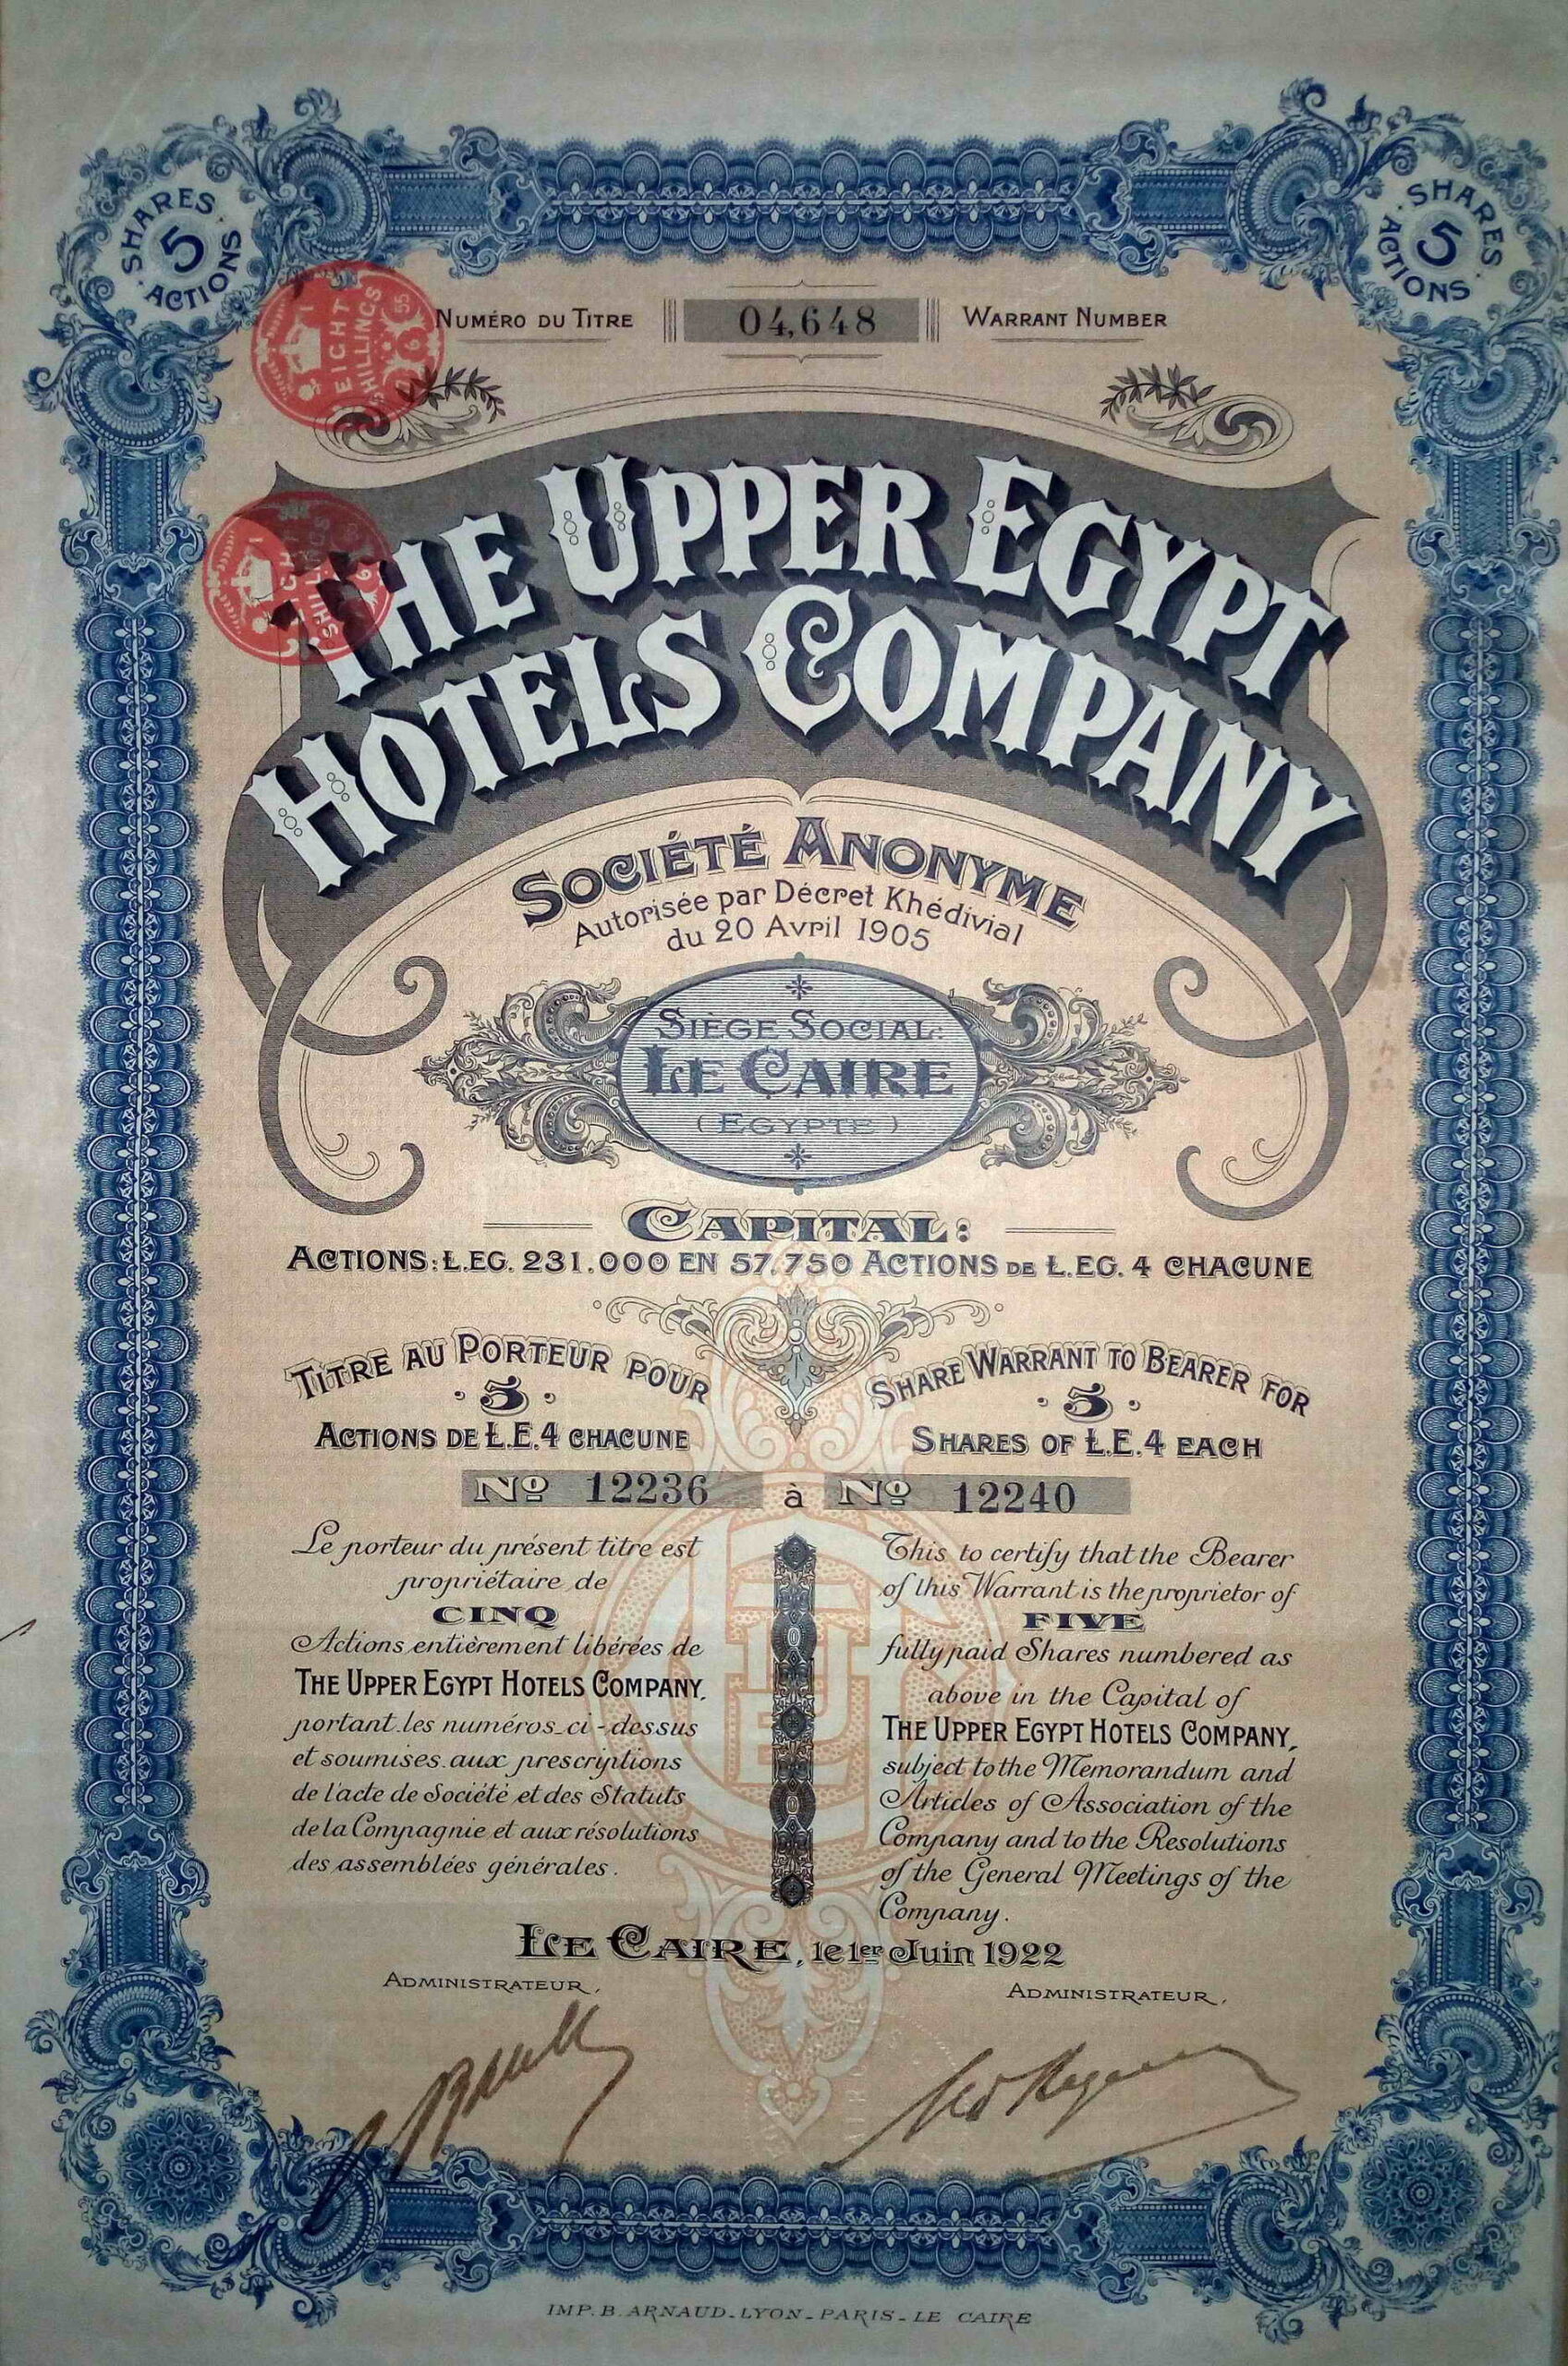 SHARES 5 ACTIONS
SHARES 5 ACTIONS
EIGHT
SHILLINGS
55
NUMÉRO DU TITRE 04,648 WARRANT NUMBER
SHILLINGS
THE UPPER EGYPT
HOTELS COMPANY
SOCIÉTÉ ANONYME
Autorisée par Décret Khédivial
du 20 Avril 1905
SIÈGE SOCIAL:
LE CAIRE
(EGYPTE)
CAPITAL:
ACTIONS: Ł.EG. 231.000 EN 57.750 ACTIONS DE Ł.EG. 4 CHACUNE
TITRE AU PORTEUR POUR
· 5 ·
ACTIONS DE Ł.E. 4 CHACUNE
SHARE WARRANT TO BEARER FOR
· 5 ·
SHARES OF Ł.E. 4 EACH
Nº 12236 à Nº 12240
Le porteur du présent titre est
propriétaire de
CINQ
Actions entièrement libérées de
THE UPPER EGYPT HOTELS COMPANY.
portant les numéros ci-dessus
et soumises aux prescriptions
de l'acte de Société et des Statuts
de la Compagnie et aux résolutions
des assemblées générales.
This to certify that the Bearer
of this Warrant is the proprietor of
FIVE
fully paid Shares numbered as
above in the Capital of
THE UPPER EGYPT HOTELS COMPANY,
subject to the Memorandum and
Articles of Association of the
Company and to the Resolutions
of the General Meetings of the
Company.
LE CAIRE, le 1er Juin 1922
ADMINISTRATEUR,
ADMINISTRATEUR,
IMP. B. ARNAUD - LYON - PARIS - LE CAIRE